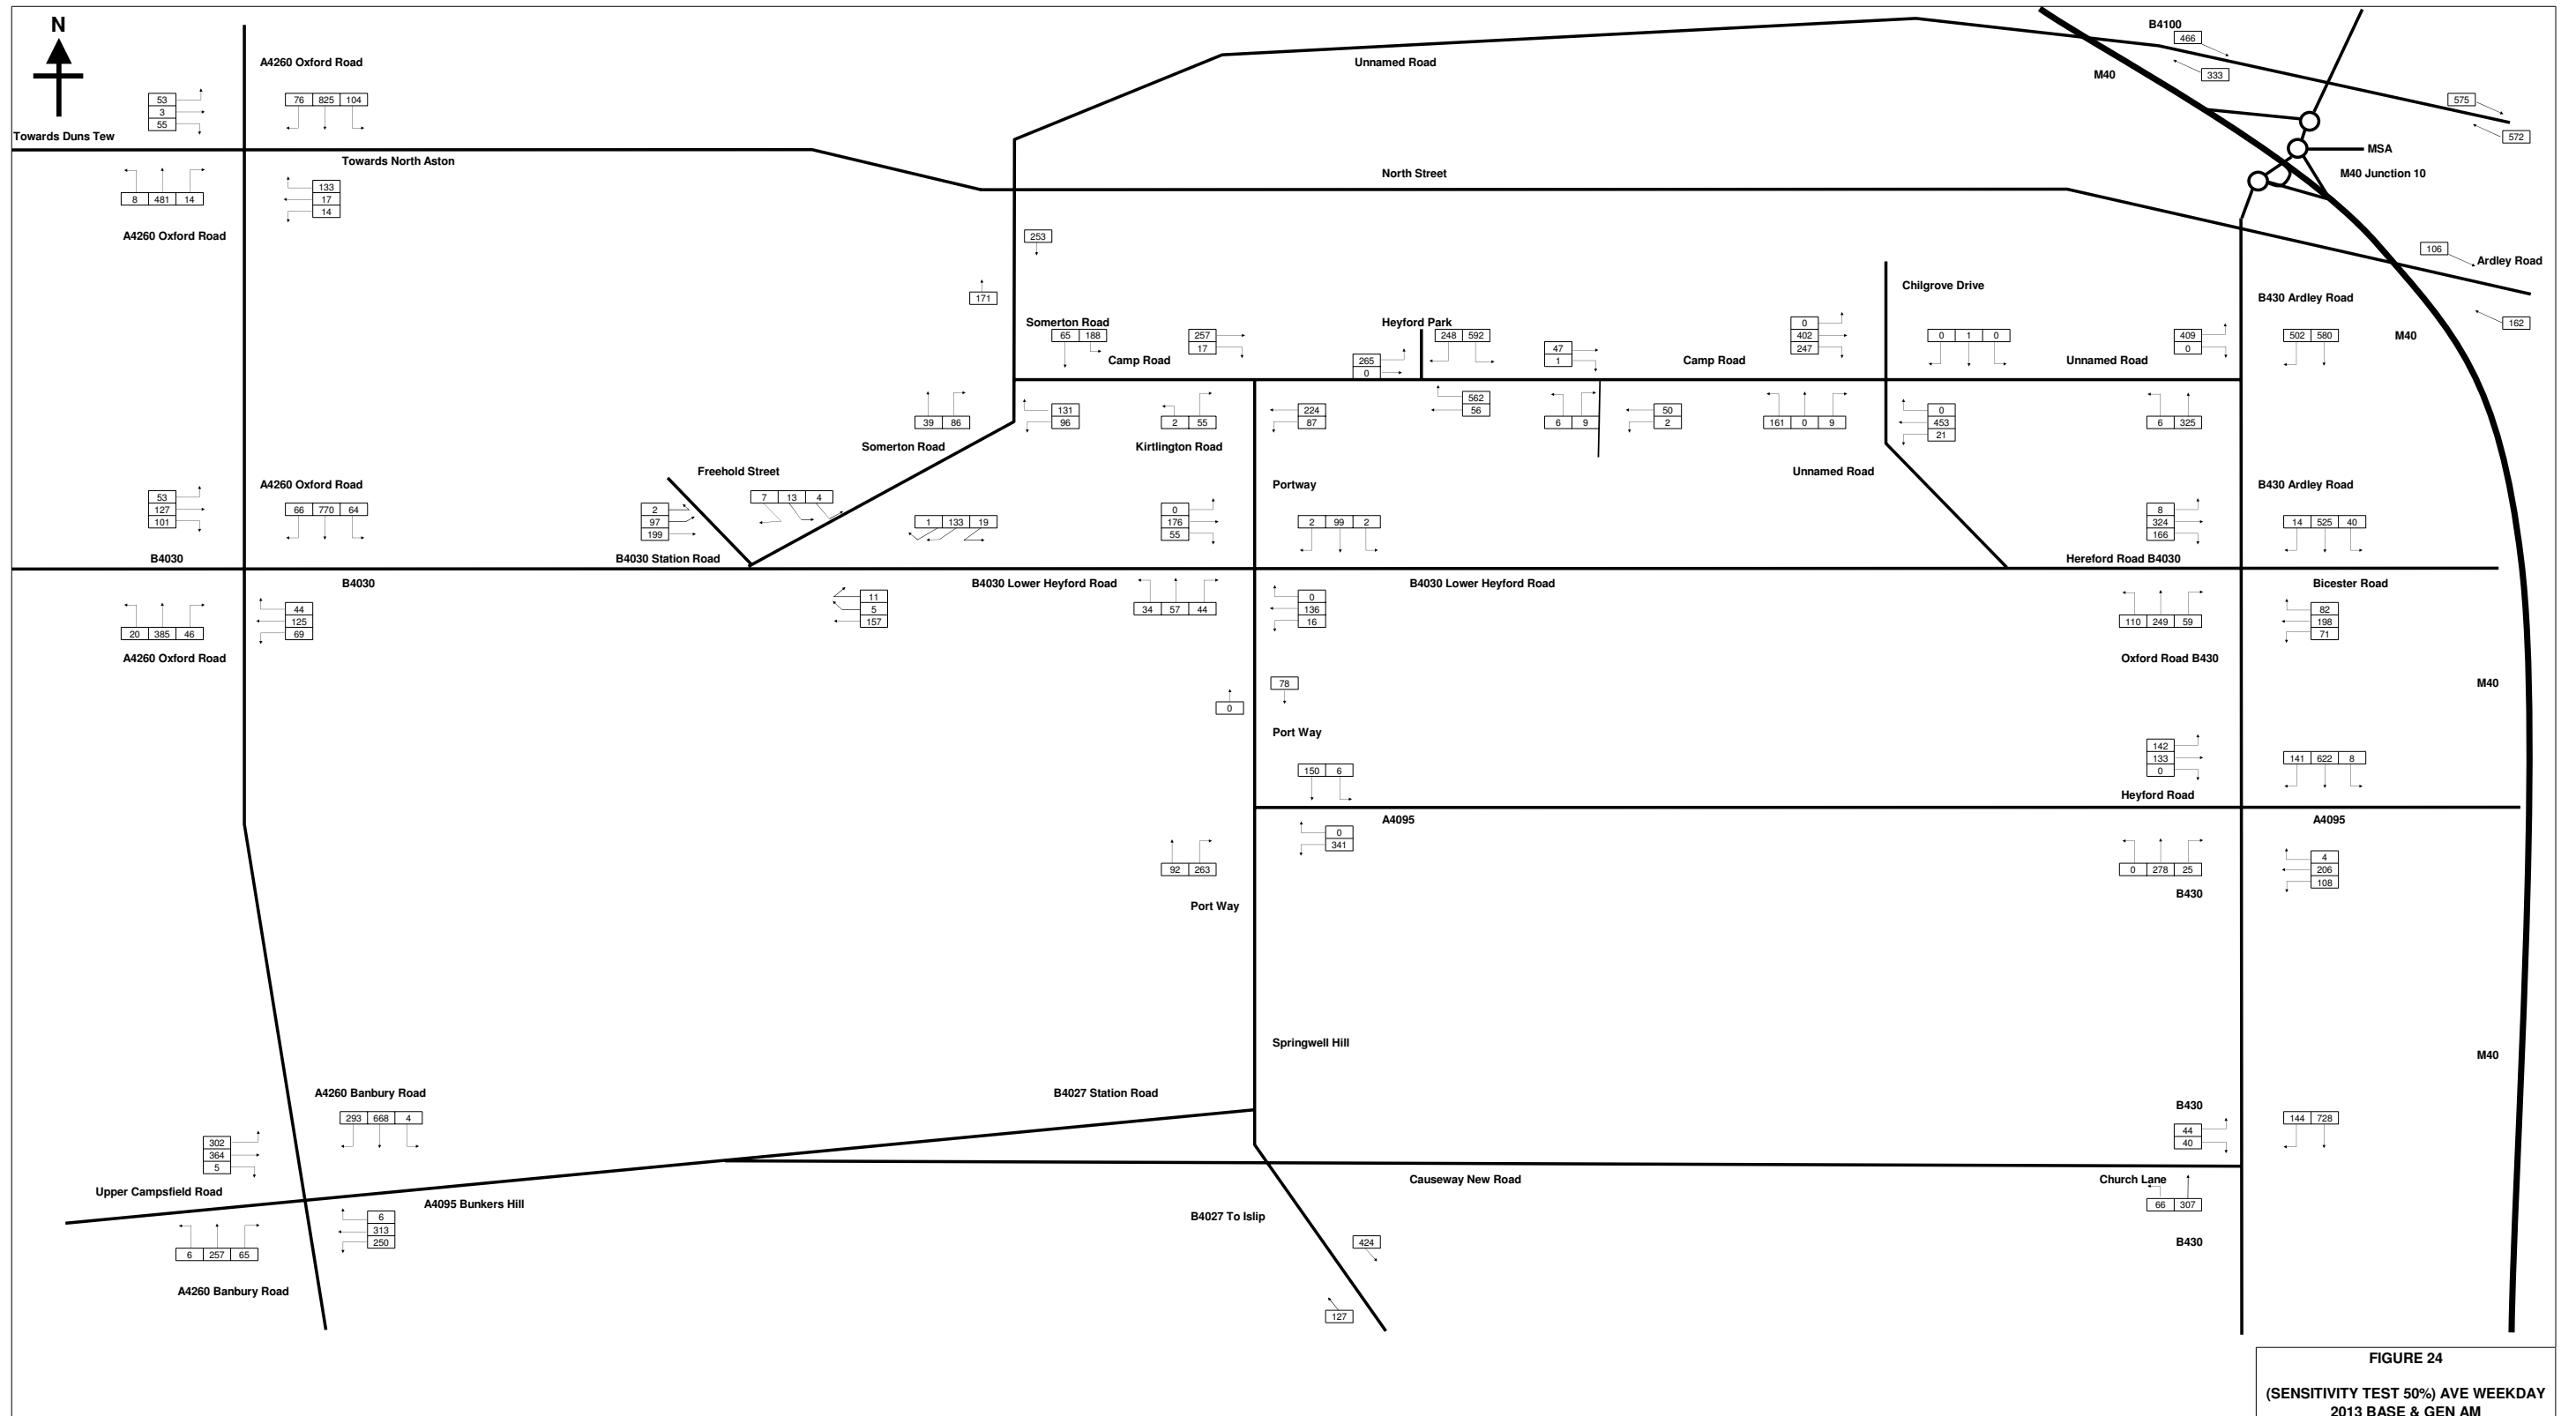 N
B4100
466
A4260 Oxford Road
Unnamed Road
M40
333
53
3
55
76 825 104
575
572
Towards Duns Tew
Towards North Aston
MSA
North Street
M40 Junction 10
8 481 14
133
17
14
A4260 Oxford Road
253
106
Ardley Road
171
Chilgrove Drive
B430 Ardley Road
162
Somerton Road
65 188
257
17
Heyford Park
248 592
0
402
247
0 1 0
409
0
502 580
M40
Camp Road
265
0
47
1
Camp Road
Unnamed Road
39 86
131
96
2 55
224
87
562
56
6 9
50
2
161 0 9
0
453
21
6 325
Somerton Road
Kirtlington Road
Freehold Street
Unnamed Road
A4260 Oxford Road
Portway
B430 Ardley Road
53
127
101
66 770 64
2
97
199
7 13 4
1 133 19
0
176
55
2 99 2
8
324
166
14 525 40
B4030
B4030 Station Road
Hereford Road B4030
B4030
B4030 Lower Heyford Road
B4030 Lower Heyford Road
Bicester Road
20 385 46
44
125
69
11
5
157
34 57 44
0
136
16
110 249 59
82
198
71
A4260 Oxford Road
Oxford Road B430
78
M40
0
Port Way
150 6
142
133
0
141 622 8
Heyford Road
A4095
A4095
0
341
92 263
0 278 25
4
206
108
Port Way
B430
Springwell Hill
M40
A4260 Banbury Road
B4027 Station Road
B430
293 668 4
144 728
302
364
5
44
40
Upper Campsfield Road
Causeway New Road
Church Lane
A4095 Bunkers Hill
66 307
6
313
250
B4027 To Islip
6 257 65
424
B430
A4260 Banbury Road
127
FIGURE 24
(SENSITIVITY TEST 50%) AVE WEEKDAY
2013 BASE & GEN AM